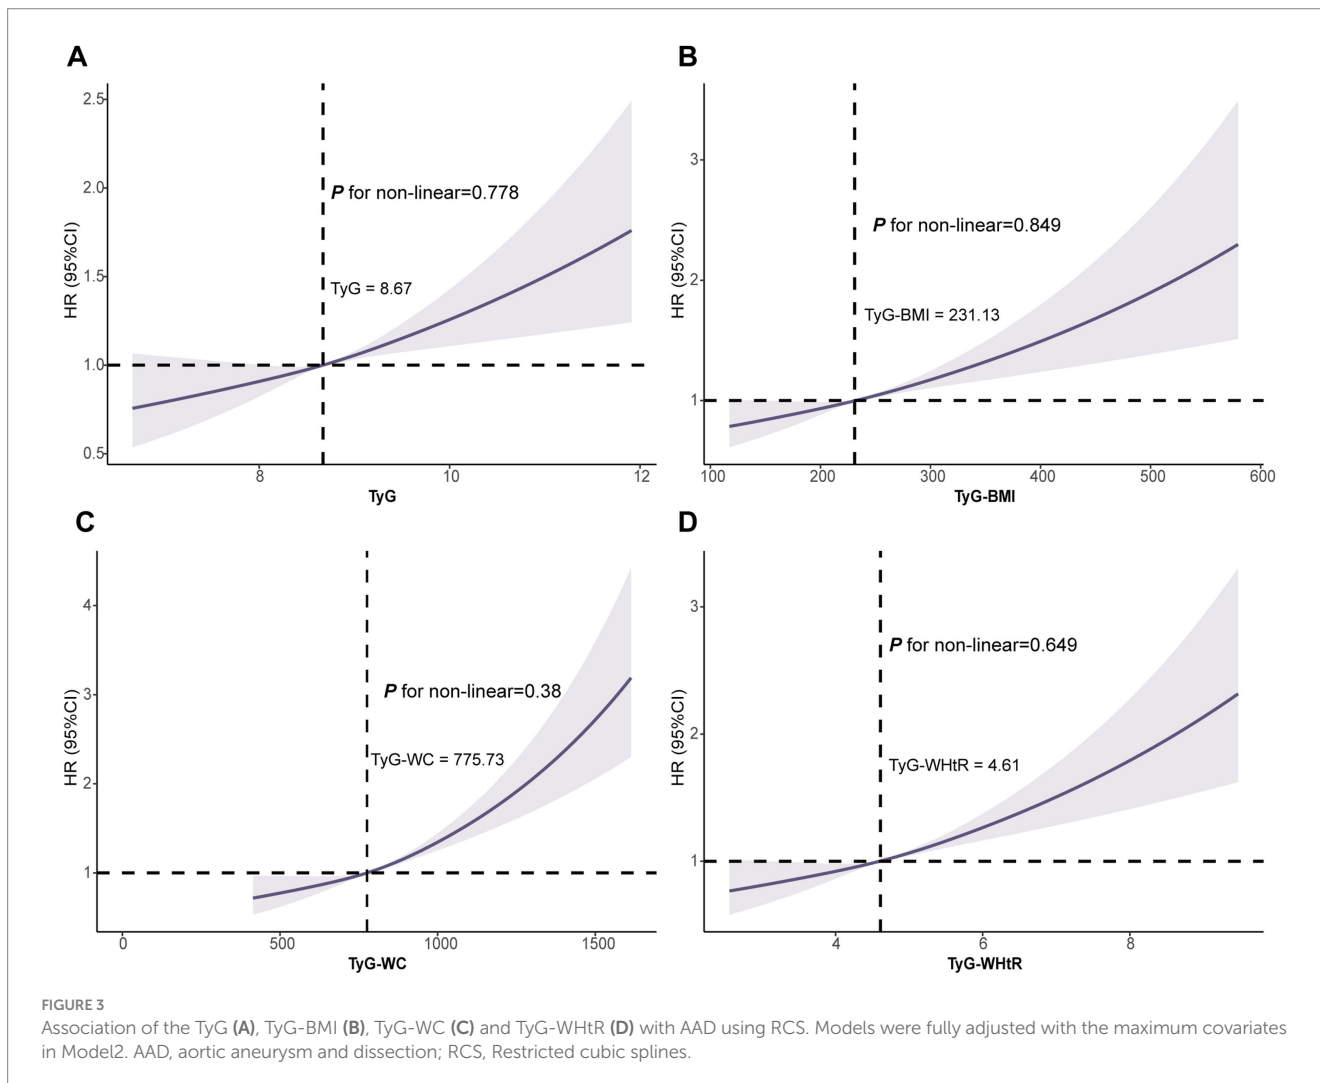 A
HR (95%CI)
2.5
2.0
1.5
1.0
0.5
P for non-linear=0.778
TyG = 8.67
8 10 12
TyG
B
HR (95%CI)
3
2
1
P for non-linear=0.849
TyG-BMI = 231.13
100 200 300 400 500 600
TyG-BMI
C
HR (95%CI)
4
3
2
1
P for non-linear=0.38
TyG-WC = 775.73
0 500 1000 1500
TyG-WC
D
HR (95%CI)
3
2
1
P for non-linear=0.649
TyG-WHtR = 4.61
4 6 8
TyG-WHtR
FIGURE 3
Association of the TyG (A), TyG-BMI (B), TyG-WC (C) and TyG-WHtR (D) with AAD using RCS. Models were fully adjusted with the maximum covariates
in Model2. AAD, aortic aneurysm and dissection; RCS, Restricted cubic splines.